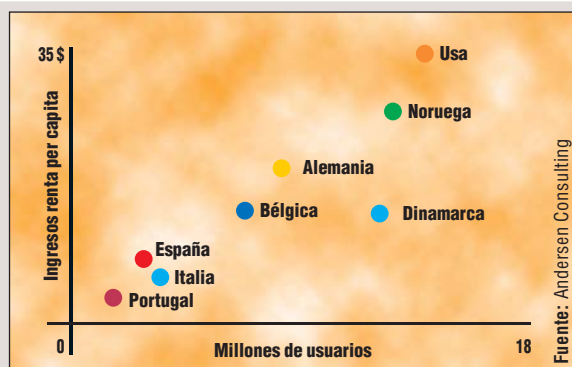 35 $
Usa
Noruega
Alemania
Bélgica
Dinamarca
España
Italia
Portugal
Ingresos renta per capita
0
Millones de usuarios
18
Fuente: Andersen Consulting